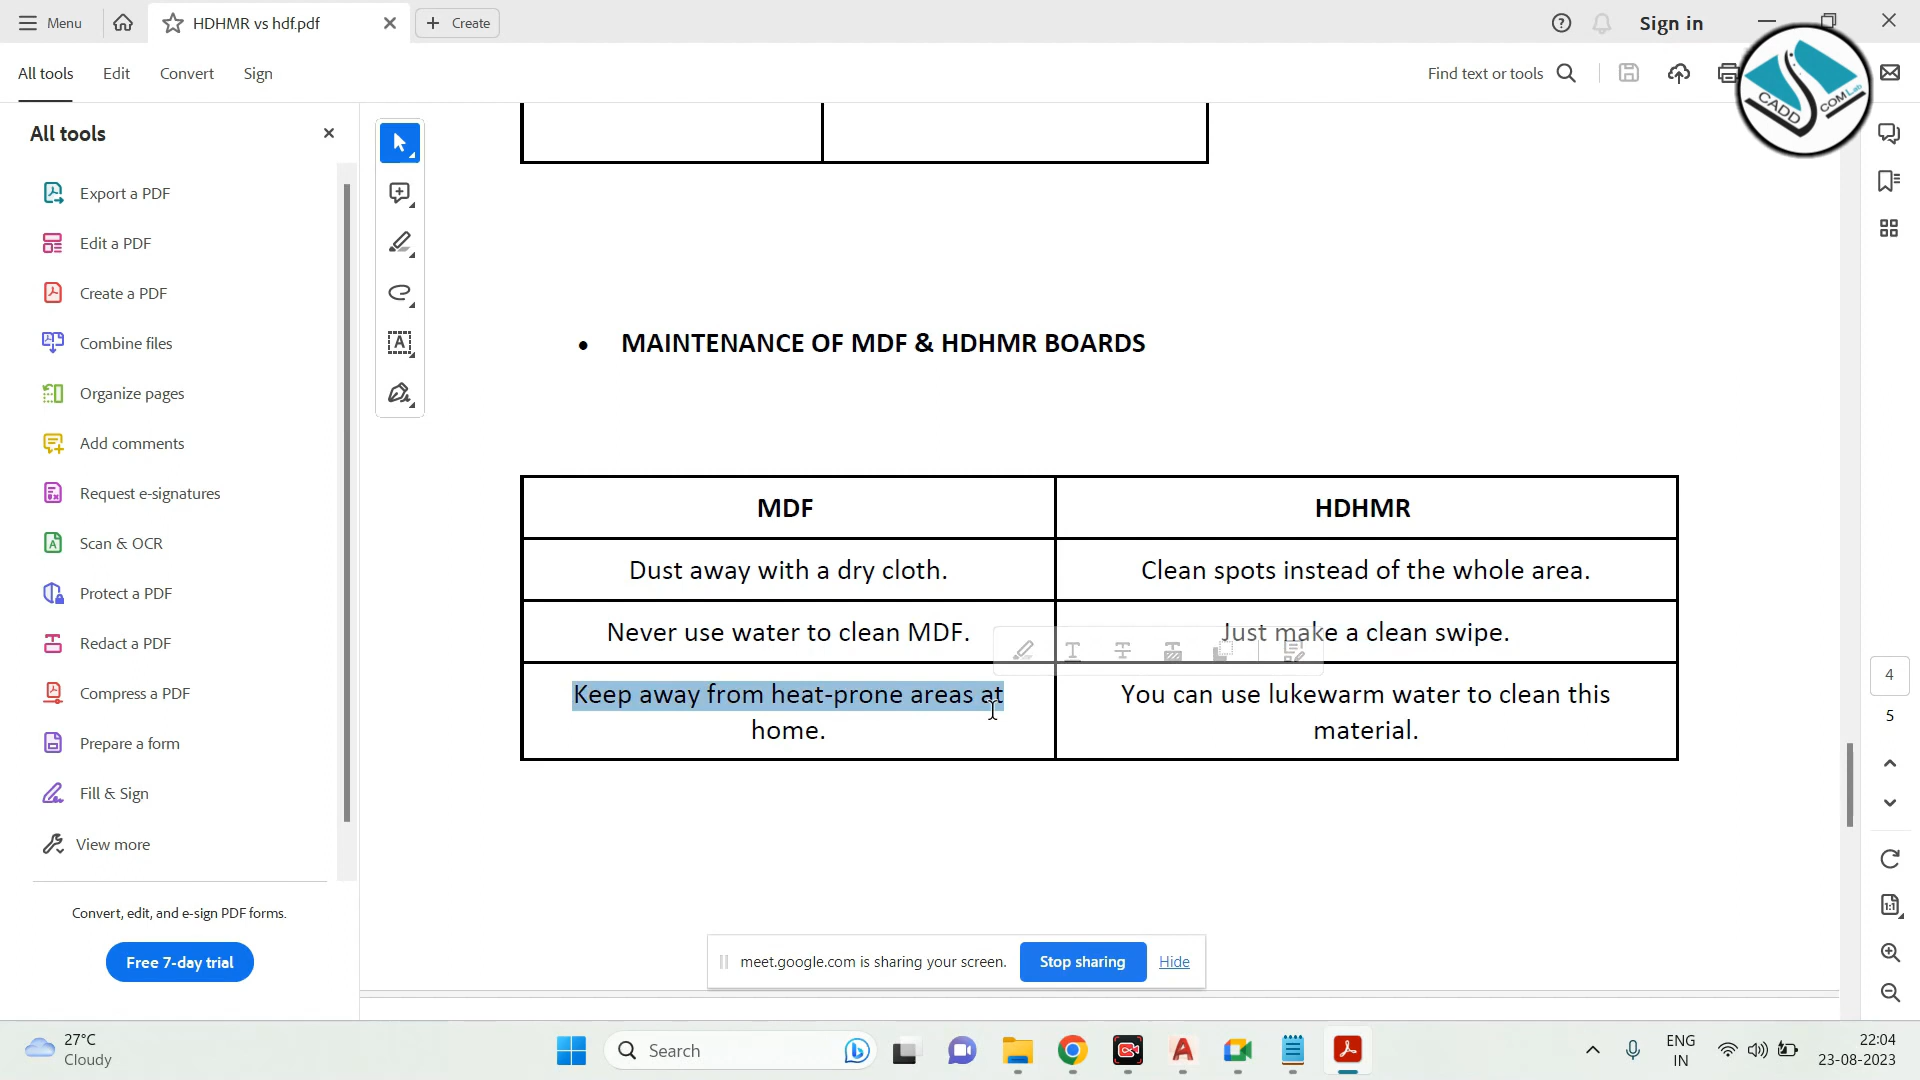 Menu
HDHMR vs hdf.pdf
Create
Sign in
All tools
Edit
Convert
Sign
Find text or tools
CADD
COM Lab
All tools
Export a PDF
Edit a PDF
Create a PDF
Combine files
Organize pages
Add comments
Request e-signatures
Scan & OCR
Protect a PDF
Redact a PDF
Compress a PDF
Prepare a form
Fill & Sign
View more
Convert, edit, and e-sign PDF forms.
Free 7-day trial
• MAINTENANCE OF MDF & HDHMR BOARDS
MDF
HDHMR
Dust away with a dry cloth.
Clean spots instead of the whole area.
Never use water to clean MDF.
Just make a clean swipe.
Keep away from heat-prone areas at
home.
You can use lukewarm water to clean this
material.
4
5
meet.google.com is sharing your screen.
Stop sharing
Hide
27°C
Cloudy
Search
ENG
IN
22:04
23-08-2023